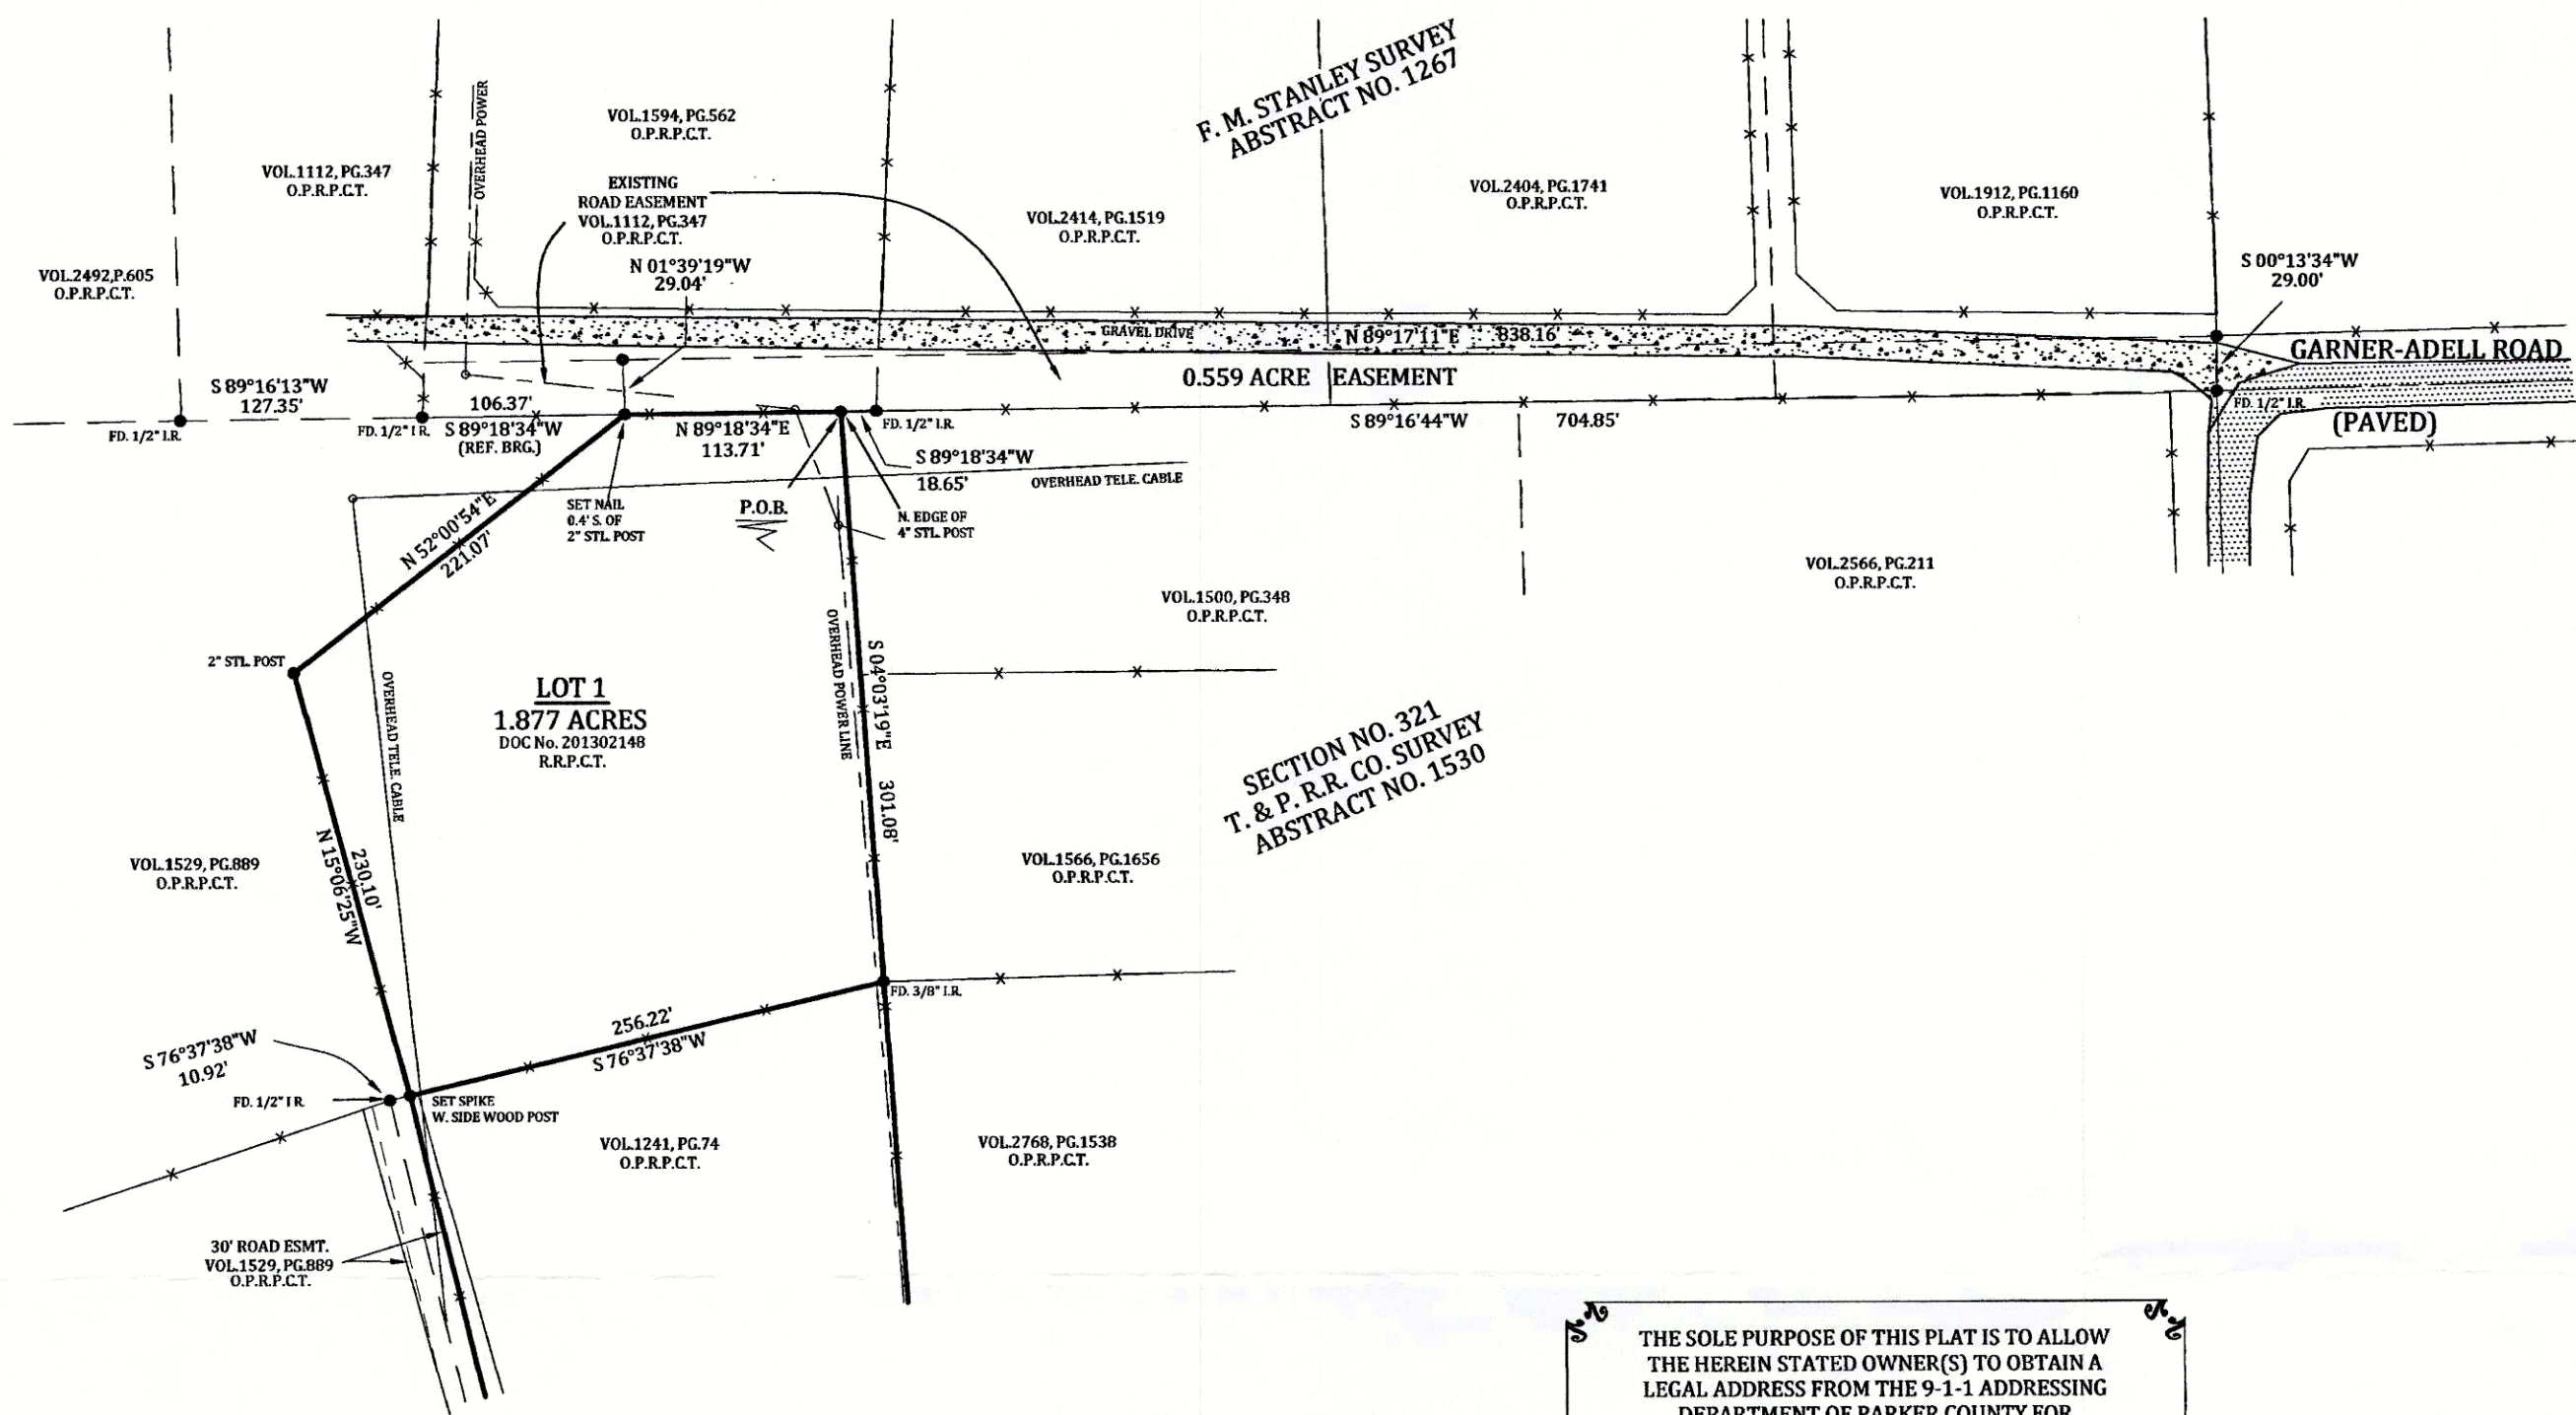 F. M. STANLEY SURVEY
ABSTRACT NO. 1267
OVERHEAD POWER
VOL.1594, PG.562
O.P.R.P.C.T.
VOL.1112, PG.347
O.P.R.P.C.T.
EXISTING
ROAD EASEMENT
VOL.1112, PG.347
O.P.R.P.C.T.
VOL.2414, PG.1519
O.P.R.P.C.T.
VOL.2404, PG.1741
O.P.R.P.C.T.
VOL.1912, PG.1160
O.P.R.P.C.T.
VOL.2492,P.605
O.P.R.P.C.T.
N 01°39'19"W
29.04'
S 00°13'34"W
29.00'
GRAVEL DRIVE
N 89°17'11"E 838.16'
GARNER-ADELL ROAD
(PAVED)
0.559 ACRE EASEMENT
S 89°16'13"W
127.35'
106.37'
S 89°18'34"W
(REF. BRG.)
FD. 1/2" I.R.
FD. 1/2" I R.
N 89°18'34"E
113.71'
FD. 1/2" I.R.
S 89°16'44"W 704.85'
FD. 1/2" I.R.
S 89°18'34"W
18.65'
OVERHEAD TELE. CABLE
SET NAIL
0.4' S. OF
2" STL. POST
P.O.B.
N. EDGE OF
4" STL. POST
N 52°00'54"E
221.07'
VOL.2566, PG.211
O.P.R.P.C.T.
VOL.1500, PG.348
O.P.R.P.C.T.
2" STL. POST
OVERHEAD TELE. CABLE
LOT 1
1.877 ACRES
DOC No. 201302148
R.R.P.C.T.
OVERHEAD POWER LINE
S 04°03'19"E 301.08'
SECTION NO. 321
T. & P. R.R. CO. SURVEY
ABSTRACT NO. 1530
VOL.1529, PG.889
O.P.R.P.C.T.
230.10'
N 15°06'25"W
VOL.1566, PG.1656
O.P.R.P.C.T.
FD. 3/8" I.R.
256.22'
S 76°37'38"W
S 76°37'38"W
10.92'
FD. 1/2" I R.
SET SPIKE
W. SIDE WOOD POST
VOL.1241, PG.74
O.P.R.P.C.T.
VOL.2768, PG.1538
O.P.R.P.C.T.
30' ROAD ESMT.
VOL.1529, PG.889
O.P.R.P.C.T.
THE SOLE PURPOSE OF THIS PLAT IS TO ALLOW
THE HEREIN STATED OWNER(S) TO OBTAIN A
LEGAL ADDRESS FROM THE 9-1-1 ADDRESSING
DEPARTMENT OF PARKER COUNTY FOR